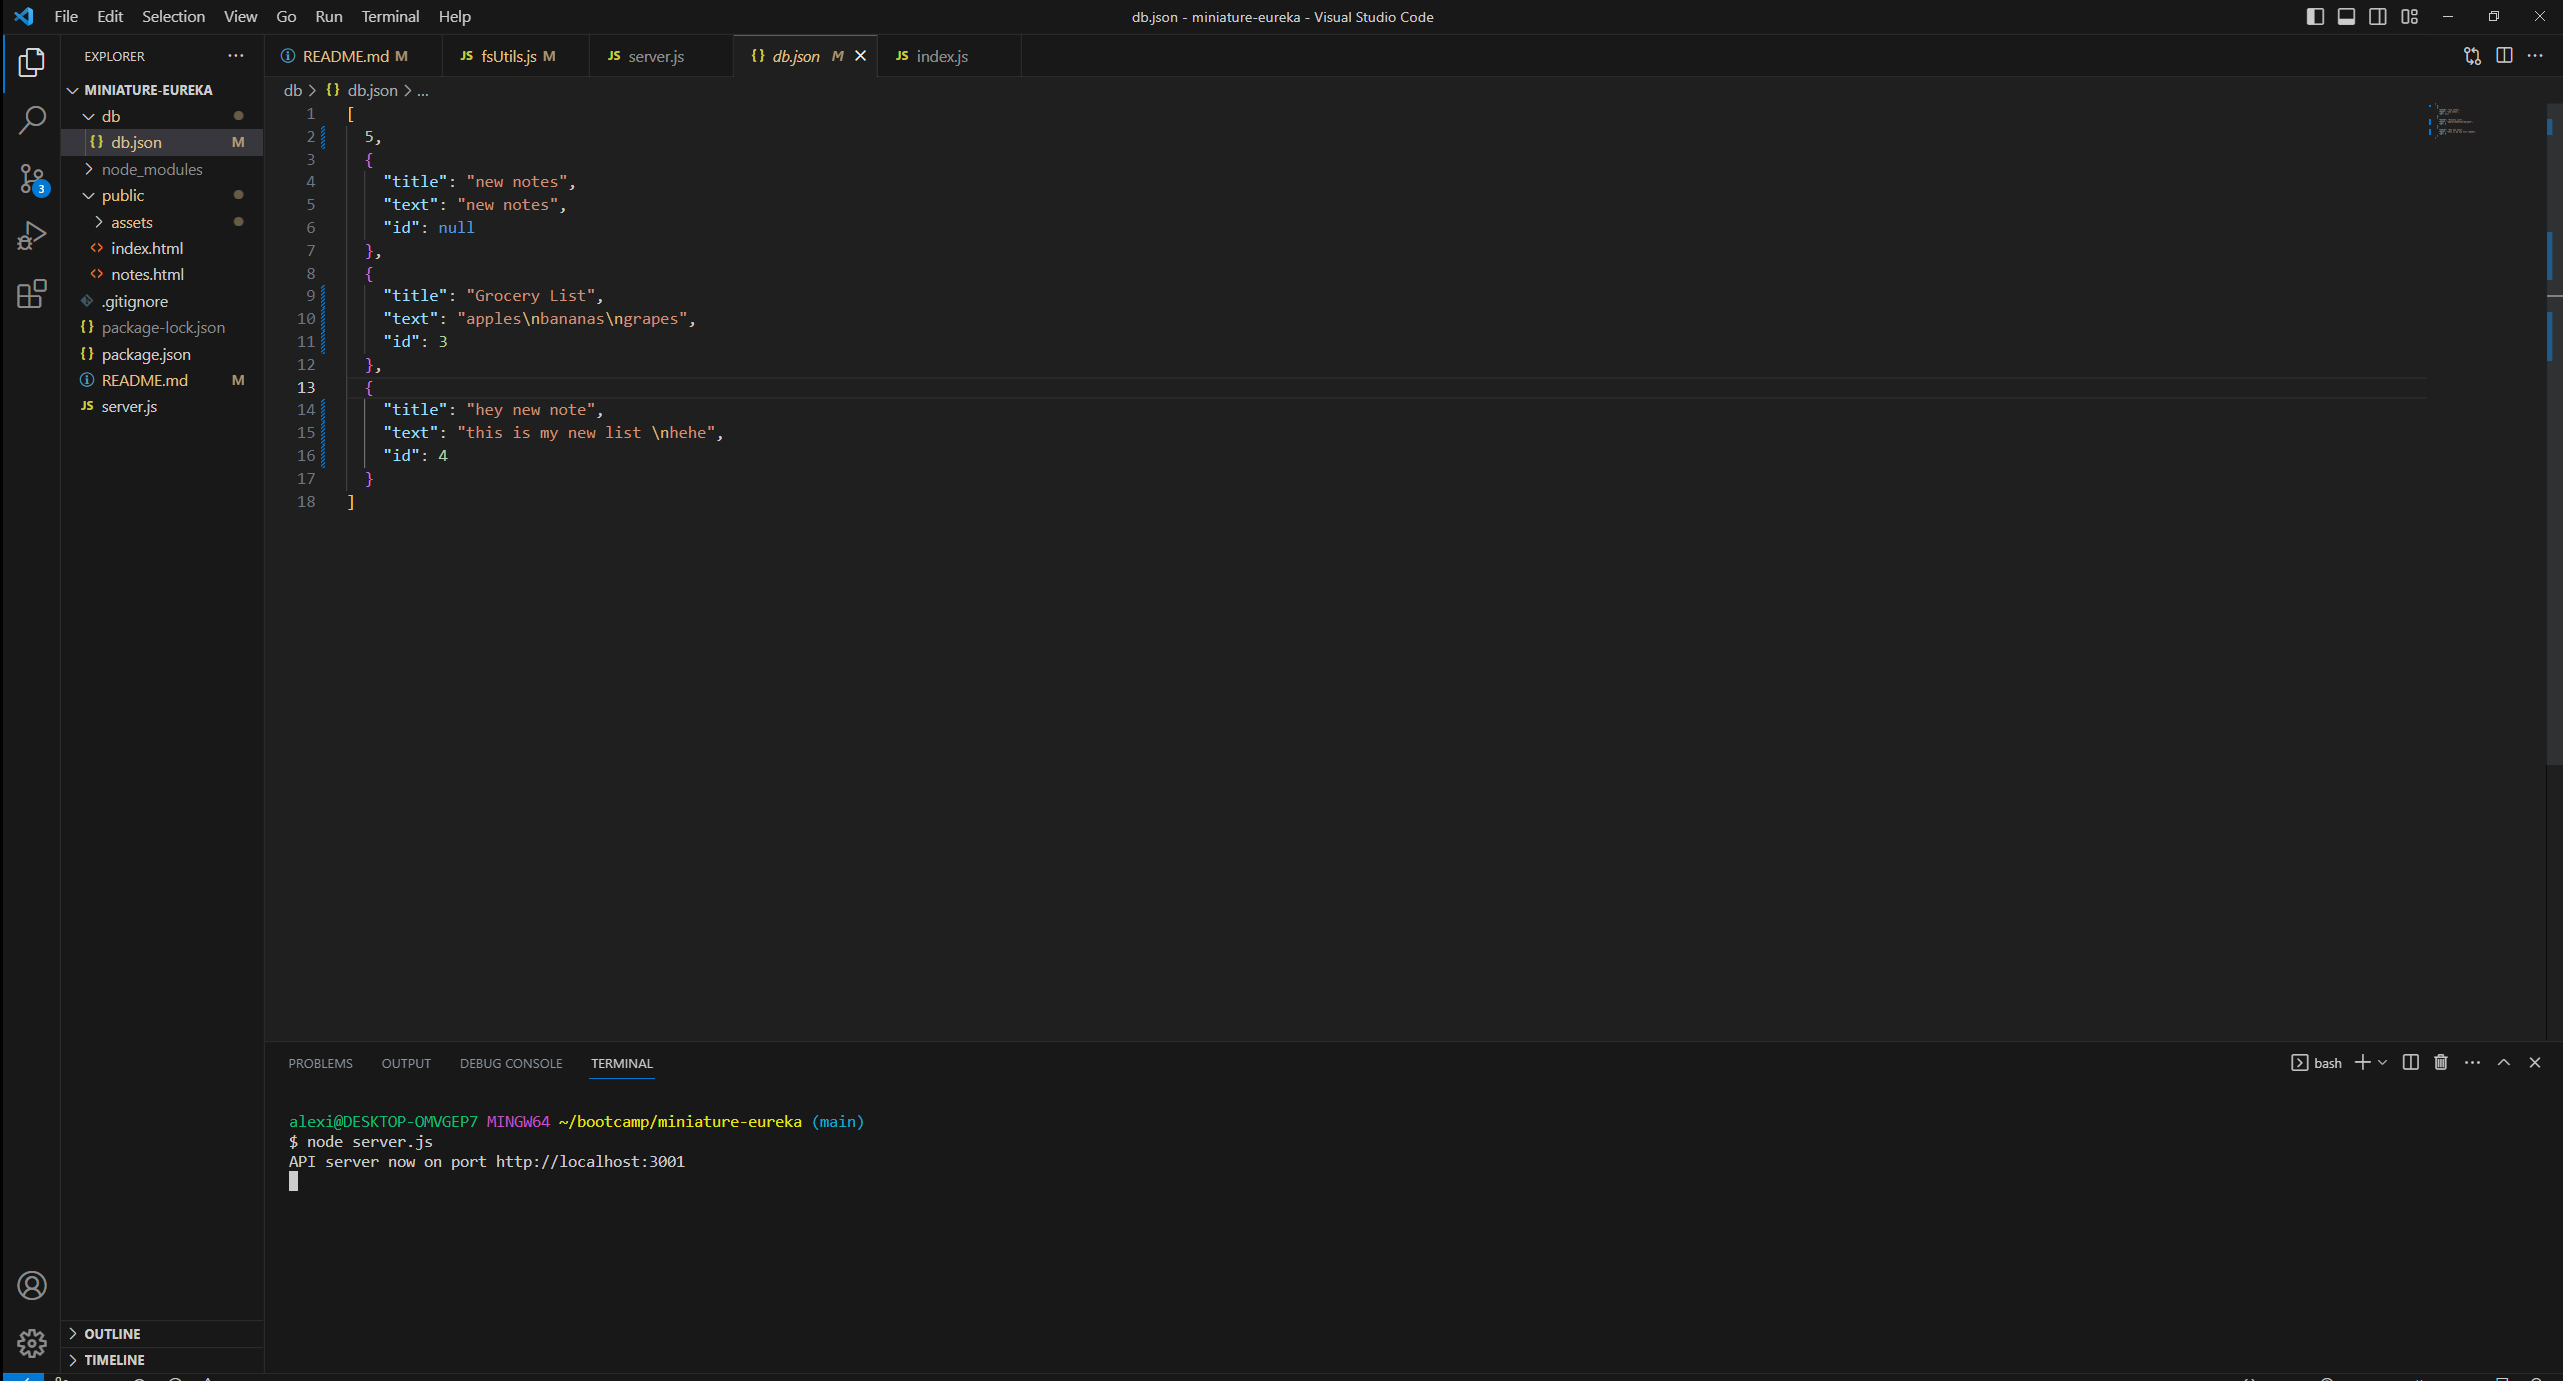 File Edit Selection View Go Run Terminal Help
db.json - miniature-eureka - Visual Studio Code
EXPLORER
README.md M
JS fsUtils.js M
JS server.js
{} db.json M
JS index.js
MINIATURE-EUREKA
db
{} db.json M
node_modules
public
assets
<> index.html
<> notes.html
.gitignore
{} package-lock.json
{} package.json
README.md M
JS server.js
3
db > {} db.json > ...
1 [
2 5,
3 {
4 "title": "new notes",
5 "text": "new notes",
6 "id": null
7 },
8 {
9 "title": "Grocery List",
10 "text": "apples\nbananas\ngrapes",
11 "id": 3
12 },
13 {
14 "title": "hey new note",
15 "text": "this is my new list \nhehe",
16 "id": 4
17 }
18 ]
PROBLEMS OUTPUT DEBUG CONSOLE TERMINAL
bash
alexi@DESKTOP-OMVGEP7 MINGW64 ~/bootcamp/miniature-eureka (main)
$ node server.js
API server now on port http://localhost:3001
OUTLINE
TIMELINE